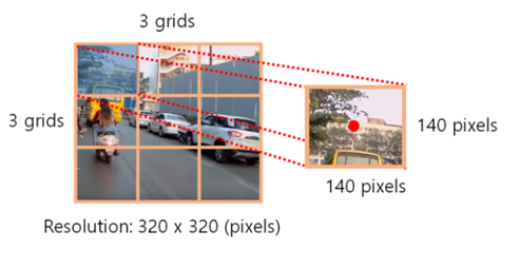 3 grids
3 grids
140 pixels
140 pixels
Resolution: 320 x 320 (pixels)